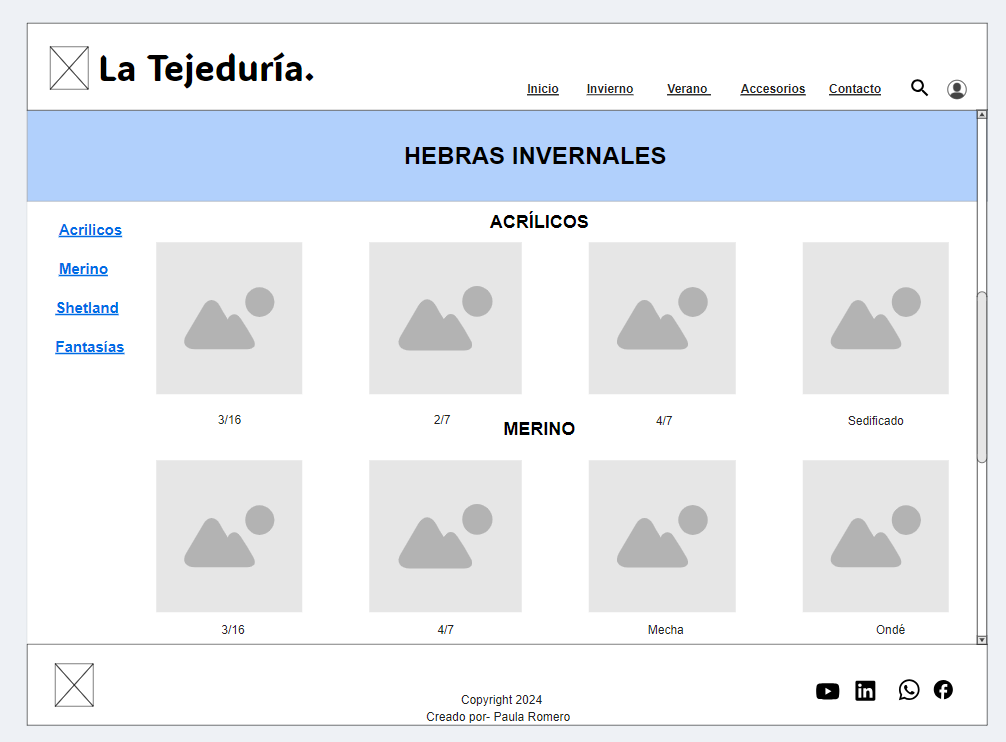 La Tejeduría.
Inicio Invierno Verano Accesorios Contacto
HEBRAS INVERNALES
Acrilicos
Merino
Shetland
Fantasías
ACRÍLICOS
3/16 2/7 4/7 Sedificado
MERINO
3/16 4/7 Mecha Ondé
Copyright 2024
Creado por- Paula Romero